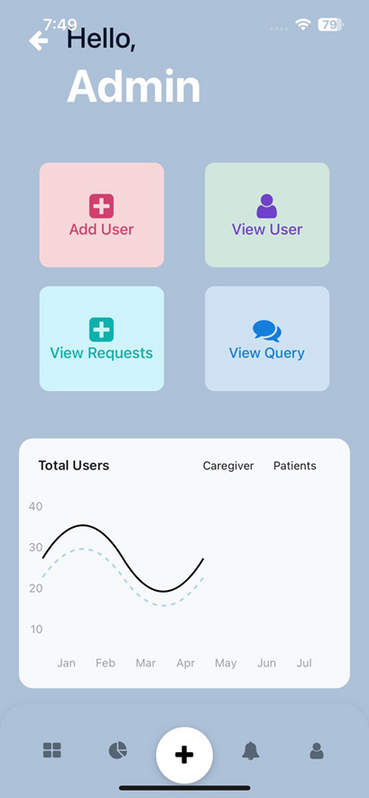 7:49
79
Hello,
Admin
Add User
View User
View Requests
View Query
Total Users Caregiver Patients
40
30
20
10
Jan Feb Mar Apr May Jun Jul